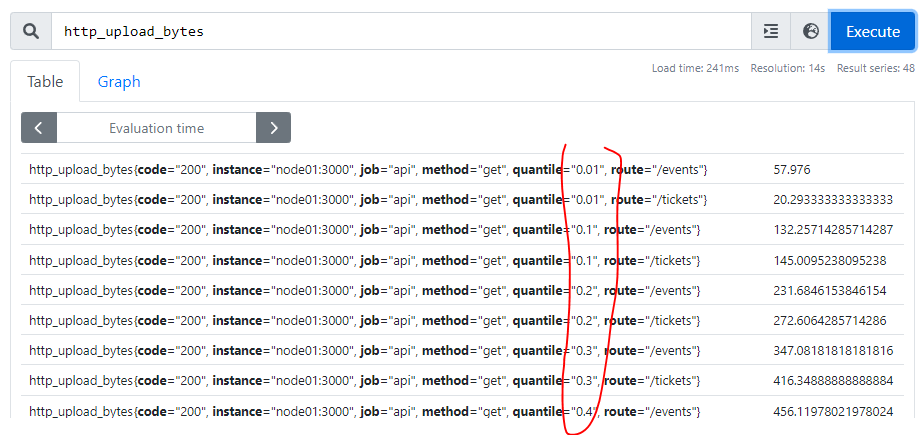 http_upload_bytes
Execute
Load time: 241ms Resolution: 14s Result series: 48
Table Graph
Evaluation time
http_upload_bytes{code="200", instance="node01:3000", job="api", method="get", quantile="0.01", route="/events"} 57.976
http_upload_bytes{code="200", instance="node01:3000", job="api", method="get", quantile="0.01", route="/tickets"} 20.293333333333333
http_upload_bytes{code="200", instance="node01:3000", job="api", method="get", quantile="0.1", route="/events"} 132.25714285714287
http_upload_bytes{code="200", instance="node01:3000", job="api", method="get", quantile="0.1", route="/tickets"} 145.0095238095238
http_upload_bytes{code="200", instance="node01:3000", job="api", method="get", quantile="0.2", route="/events"} 231.6846153846154
http_upload_bytes{code="200", instance="node01:3000", job="api", method="get", quantile="0.2", route="/tickets"} 272.6064285714286
http_upload_bytes{code="200", instance="node01:3000", job="api", method="get", quantile="0.3", route="/events"} 347.08181818181816
http_upload_bytes{code="200", instance="node01:3000", job="api", method="get", quantile="0.3", route="/tickets"} 416.34888888888884
http_upload_bytes{code="200", instance="node01:3000", job="api", method="get", quantile="0.4", route="/events"} 456.11978021978024